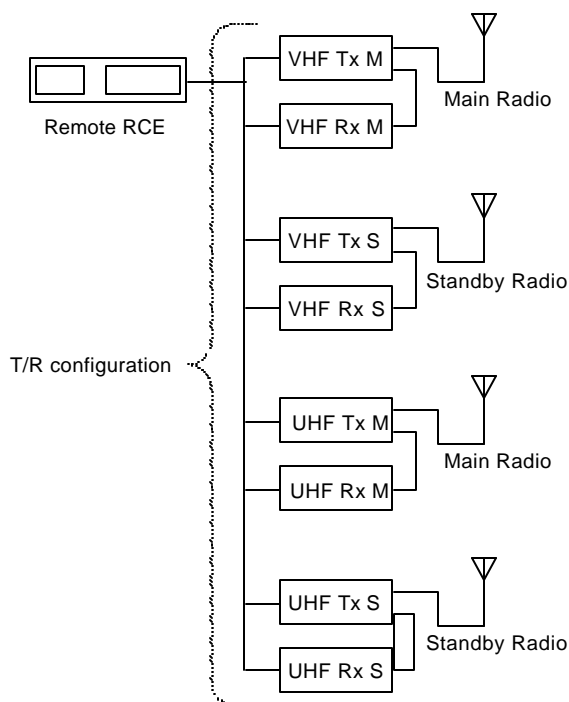 VHF Tx M
Main Radio
Remote RCE
VHF Rx M
VHF Tx S
Standby Radio
VHF Rx S
T/R configuration
UHF Tx M
Main Radio
UHF Rx M
UHF Tx S
Standby Radio
UHF Rx S